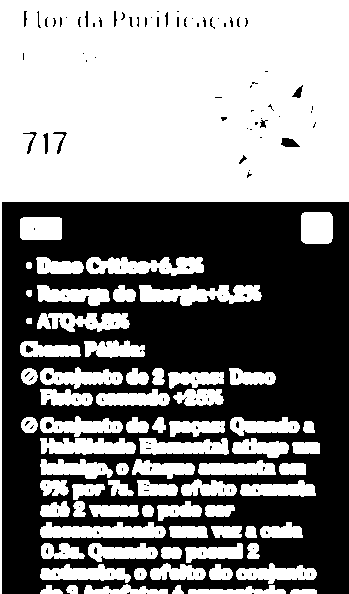 Flor da Purificação
717
• Dano Crítico+6,2%
• Recarga de Energia+5,2%
• ATQ+5,8%
Chama Pálida:
Conjunto de 2 peças: Dano
Físico causado +25%
Conjunto de 4 peças: Quando a
Habilidade Elemental atinge um
inimigo, o Ataque aumenta em
9% por 7s. Esse efeito acumula
até 2 vezes e pode ser
desencadeado uma vez a cada
0.3s. Quando se possui 2
acúmulos, o efeito do conjunto
de 2 Artefatos é aumentado em